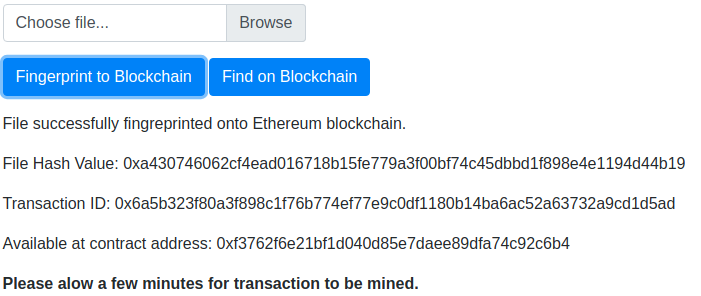 Choose file... Browse
Fingerprint to Blockchain Find on Blockchain
File successfully fingreprinted onto Ethereum blockchain.
File Hash Value: 0xa430746062cf4ead016718b15fe779a3f00bf74c45dbbd1f898e4e1194d44b19
Transaction ID: 0x6a5b323f80a3f898c1f76b774ef77e9c0df1180b14ba6ac52a63732a9cd1d5ad
Available at contract address: 0xf3762f6e21bf1d040d85e7daee89dfa74c92c6b4
Please alow a few minutes for transaction to be mined.